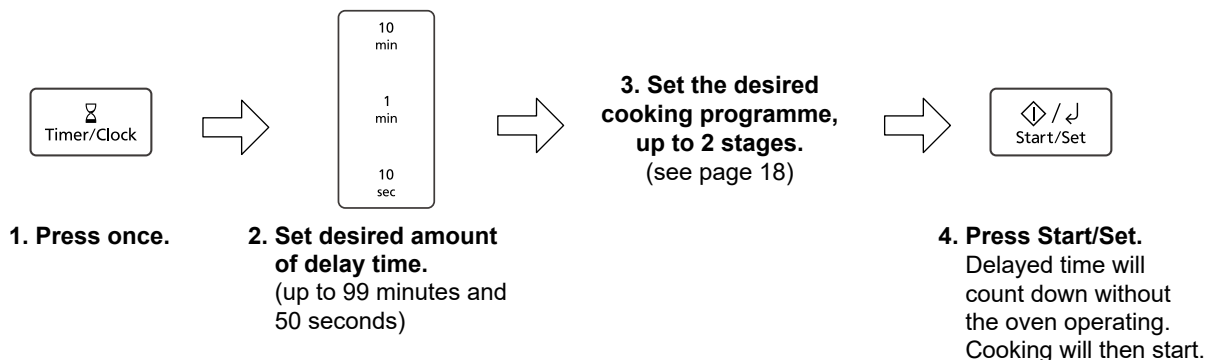 Timer/Clock
10
min
1
min
10
sec
3. Set the desired
cooking programme,
up to 2 stages.
(see page 18)
/
Start/Set
1. Press once.
2. Set desired amount
of delay time.
(up to 99 minutes and
50 seconds)
4. Press Start/Set.
Delayed time will
count down without
the oven operating.
Cooking will then start.